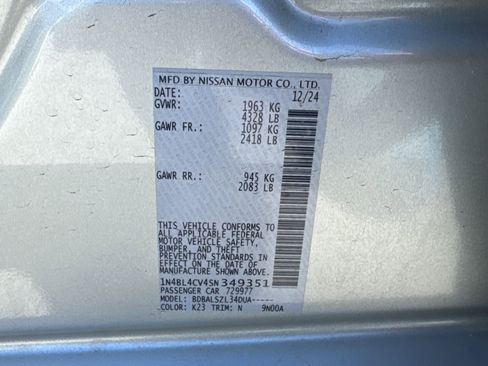 MFD BY NISSAN MOTOR CO., LTD.
DATE: 12/24
GVWR: 1963 KG
4328 LB
GAWR FR.: 1097 KG
2418 LB
GAWR RR.: 945 KG
2083 LB
THIS VEHICLE CONFORMS TO
ALL APPLICABLE FEDERAL
MOTOR VEHICLE SAFETY,
BUMPER, AND THEFT
PREVENTION STANDARDS
IN EFFECT ON THE DATE OF
MANUFACTURE SHOWN ABOVE.
1N4BL4CV4SN349351
PASSENGER CAR 729977
MODEL: BDBALSZL34DUA-----
COLOR: K23 TRIM: N 9N00A